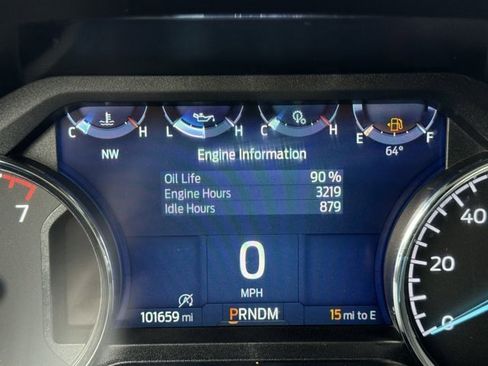 C H L H C H E F
NW 64°
Engine Information
Oil Life 90 %
Engine Hours 3219
Idle Hours 879
7
40
0
MPH
0
101659 mi PRNDM 15 mi to E